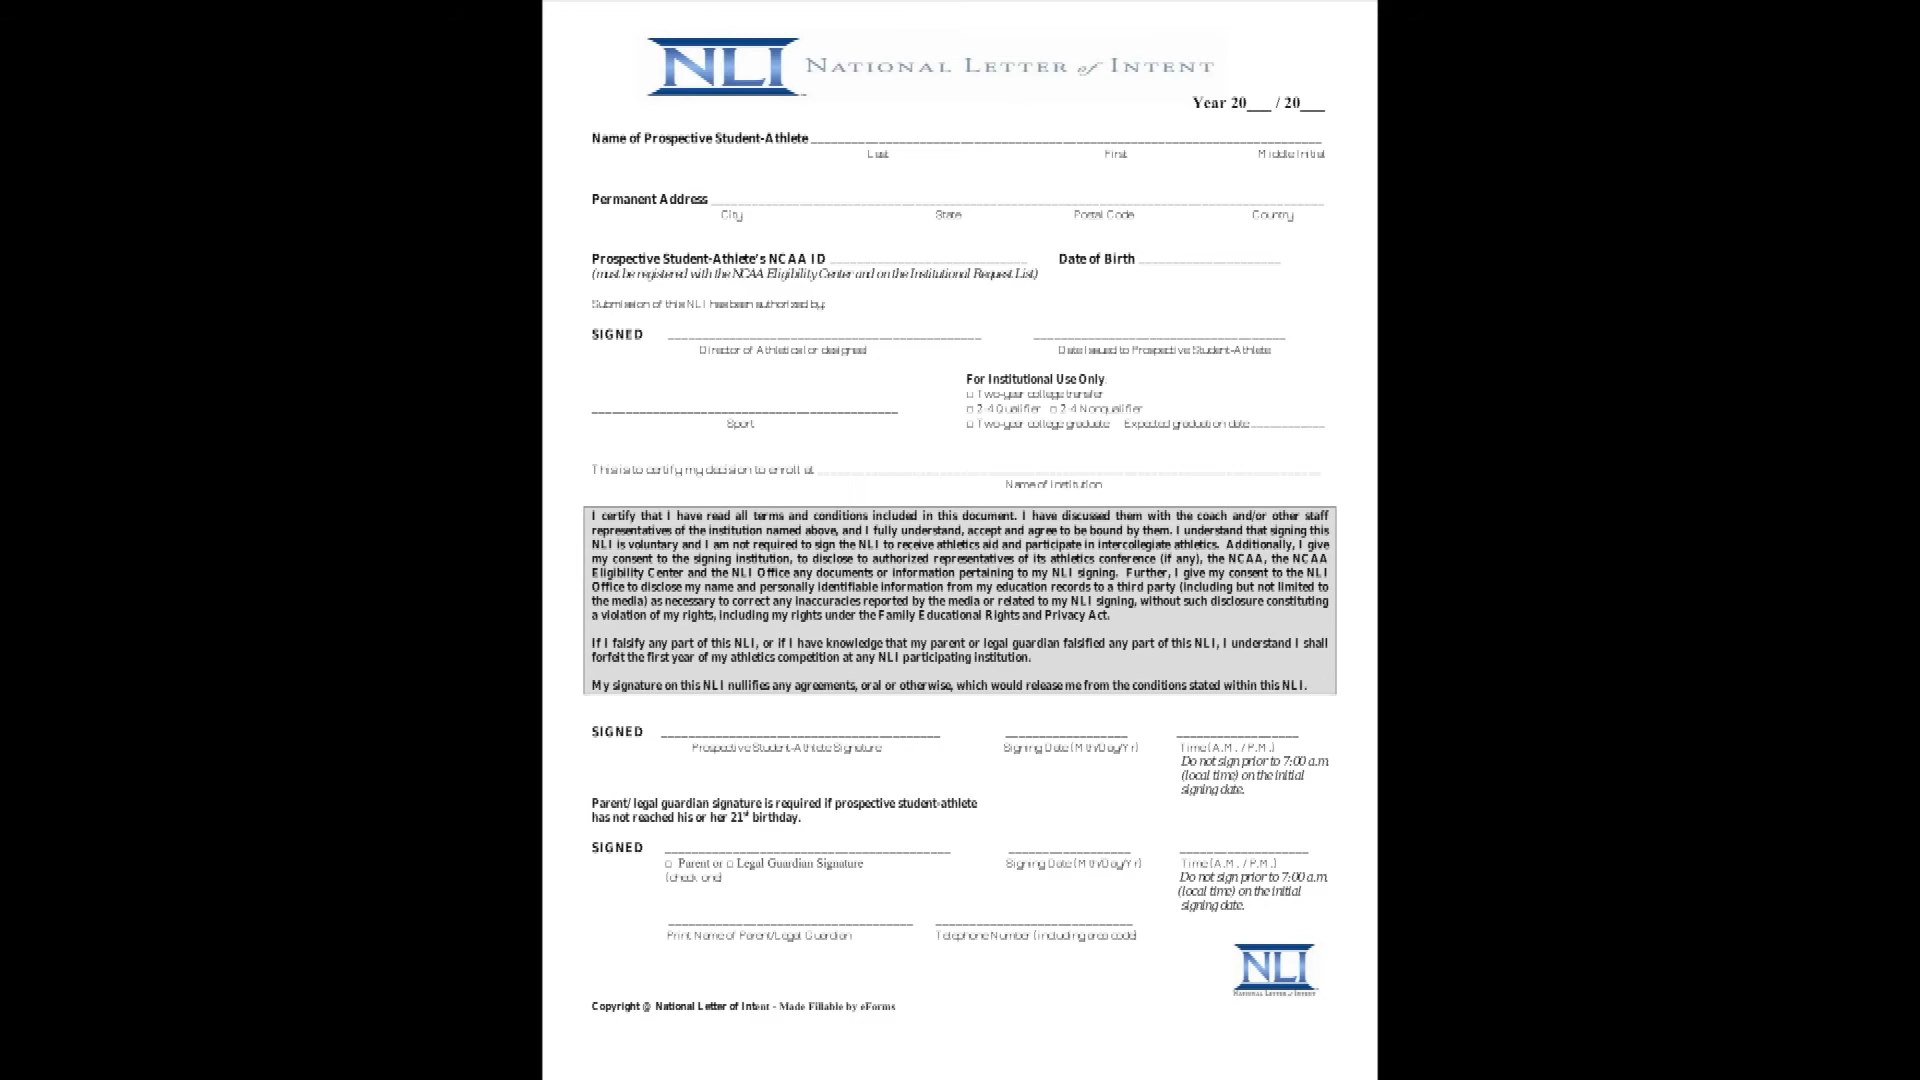 NLI NATIONAL LETTER of INTENT
Year 20___ / 20___
Name of Prospective Student-Athlete
Last First Middle Initial
Permanent Address
City State Postal Code Country
Prospective Student-Athlete's NCAA ID Date of Birth
(must be registered with the NCAA Eligibility Center and on the Institutional Request List)
Submission of this NLI has been authorized by:
SIGNED
Director of Athletics (or designee) Date Issued to Prospective Student-Athlete
For Institutional Use Only
□ Two-year college transfer
□ 2-4 Qualifier □ 2-4 Nonqualifier
Sport □ Two-year college graduate Expected graduation date
This is to certify my decision to enroll at
Name of Institution
I certify that I have read all terms and conditions included in this document. I have discussed them with the coach and/or other staff
representatives of the institution named above, and I fully understand, accept and agree to be bound by them. I understand that signing this
NLI is voluntary and I am not required to sign the NLI to receive athletics aid and participate in intercollegiate athletics. Additionally, I give
my consent to the signing institution, to disclose to authorized representatives of its athletics conference (if any), the NCAA, the NCAA
Eligibility Center and the NLI Office any documents or information pertaining to my NLI signing. Further, I give my consent to the NLI
Office to disclose my name and personally identifiable information from my education records to a third party (including but not limited to
the media) as necessary to correct any inaccuracies reported by the media or related to my NLI signing, without such disclosure constituting
a violation of my rights, including my rights under the Family Educational Rights and Privacy Act.
If I falsify any part of this NLI, or if I have knowledge that my parent or legal guardian falsified any part of this NLI, I understand I shall
forfeit the first year of my athletics competition at any NLI participating institution.
My signature on this NLI nullifies any agreements, oral or otherwise, which would release me from the conditions stated within this NLI.
SIGNED
Prospective Student-Athlete Signature Signing Date (Mth/Day/Yr) Time (A.M. / P.M.)
Do not sign prior to 7:00 a.m.
(local time) on the initial
signing date.
Parent/legal guardian signature is required if prospective student-athlete
has not reached his or her 21st birthday.
SIGNED
□ Parent or □ Legal Guardian Signature Signing Date (Mth/Day/Yr) Time (A.M. / P.M.)
(check one) Do not sign prior to 7:00 a.m.
(local time) on the initial
signing date.
Print Name of Parent/Legal Guardian Telephone Number (including area code)
NLI
NATIONAL LETTER of INTENT
Copyright @ National Letter of Intent - Made Fillable by eForms